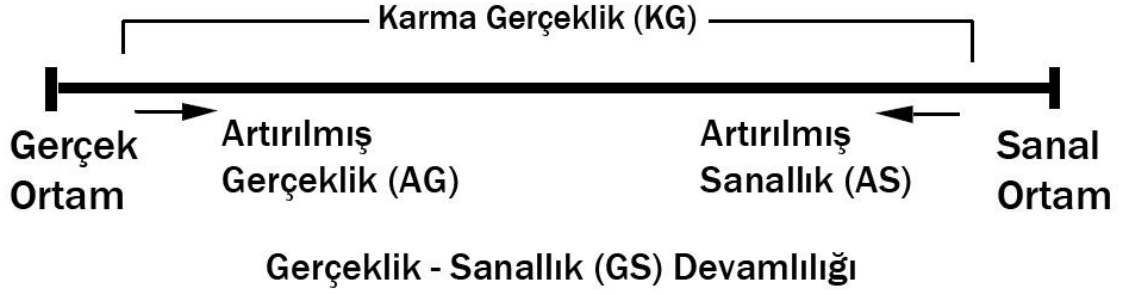 Karma Gerçeklik (KG)
Gerçek
Ortam
Artırılmış
Gerçeklik (AG)
Artırılmış
Sanallık (AS)
Sanal
Ortam
Gerçeklik - Sanallık (GS) Devamlılığı